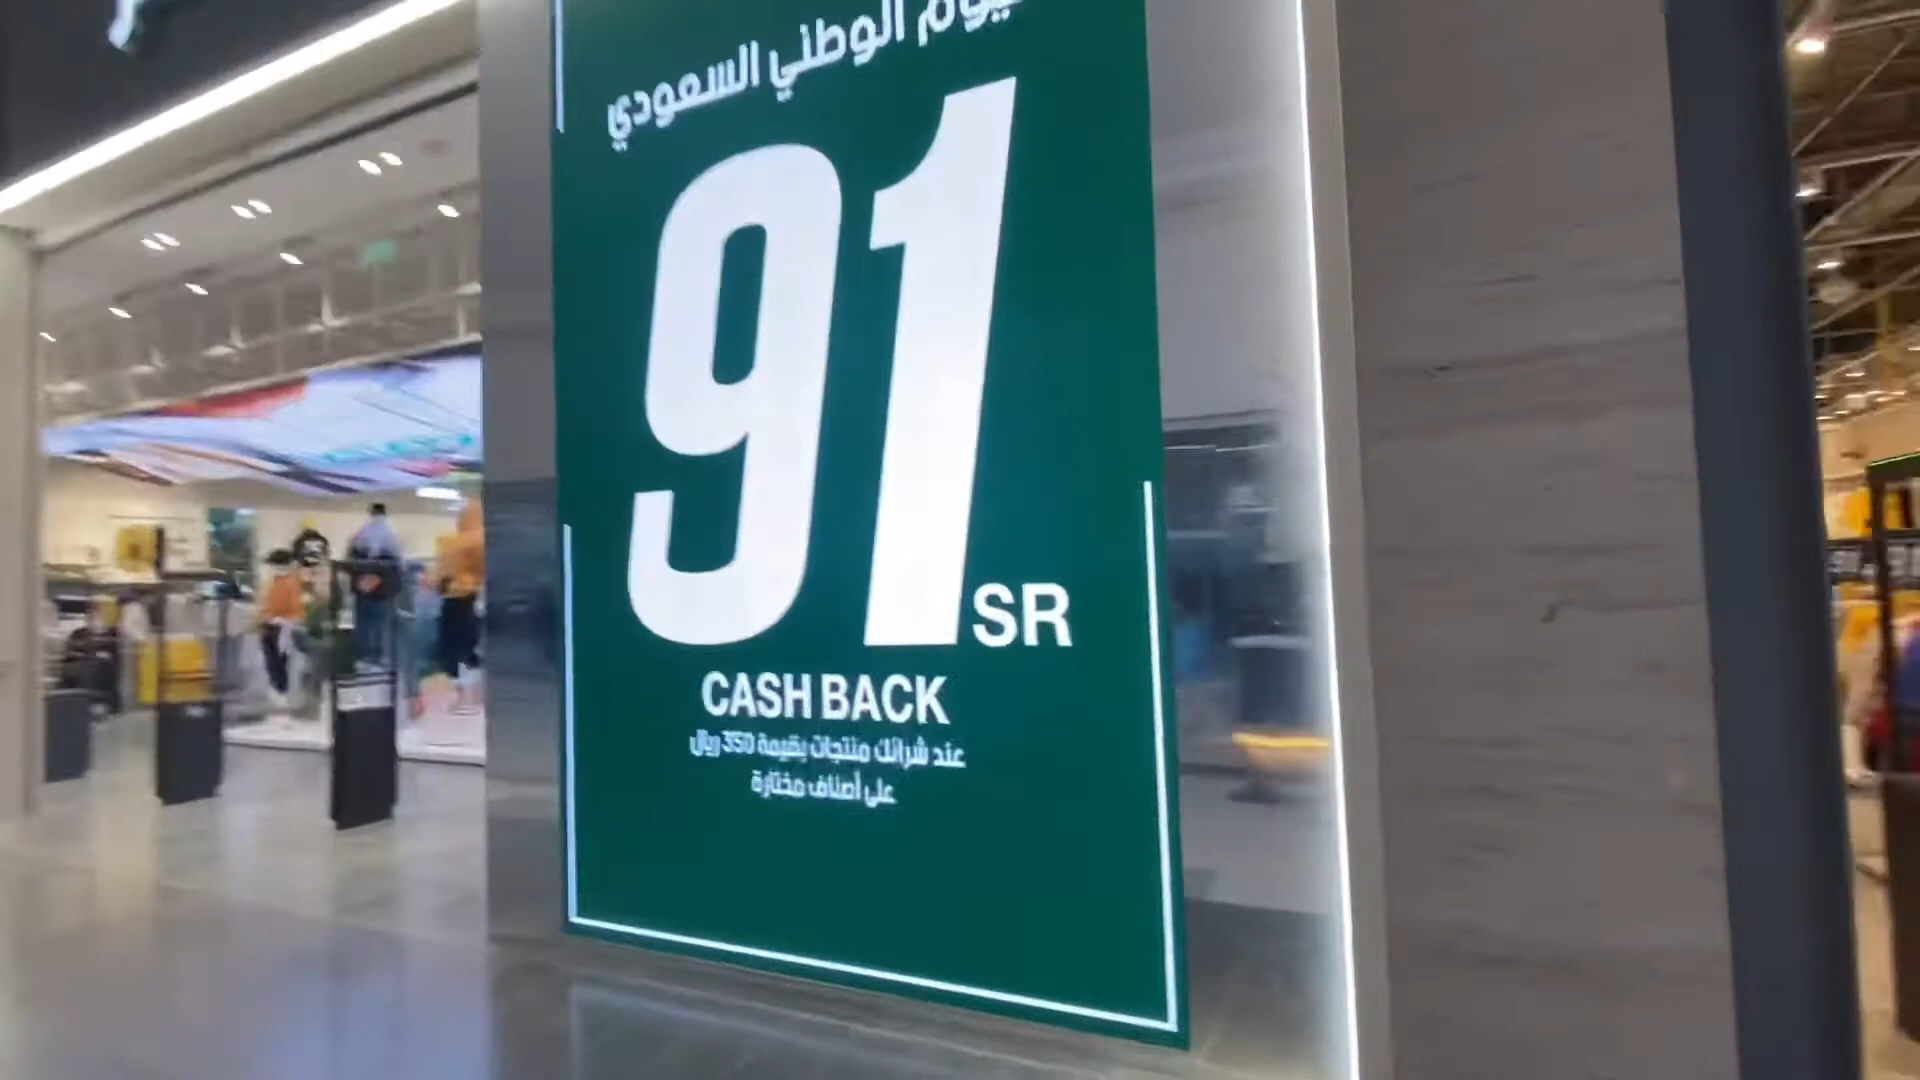 اليوم الوطني السعودي
91 SR
CASH BACK
عند شرائك منتجات بقيمة 350 ريال
على أصناف مختارة